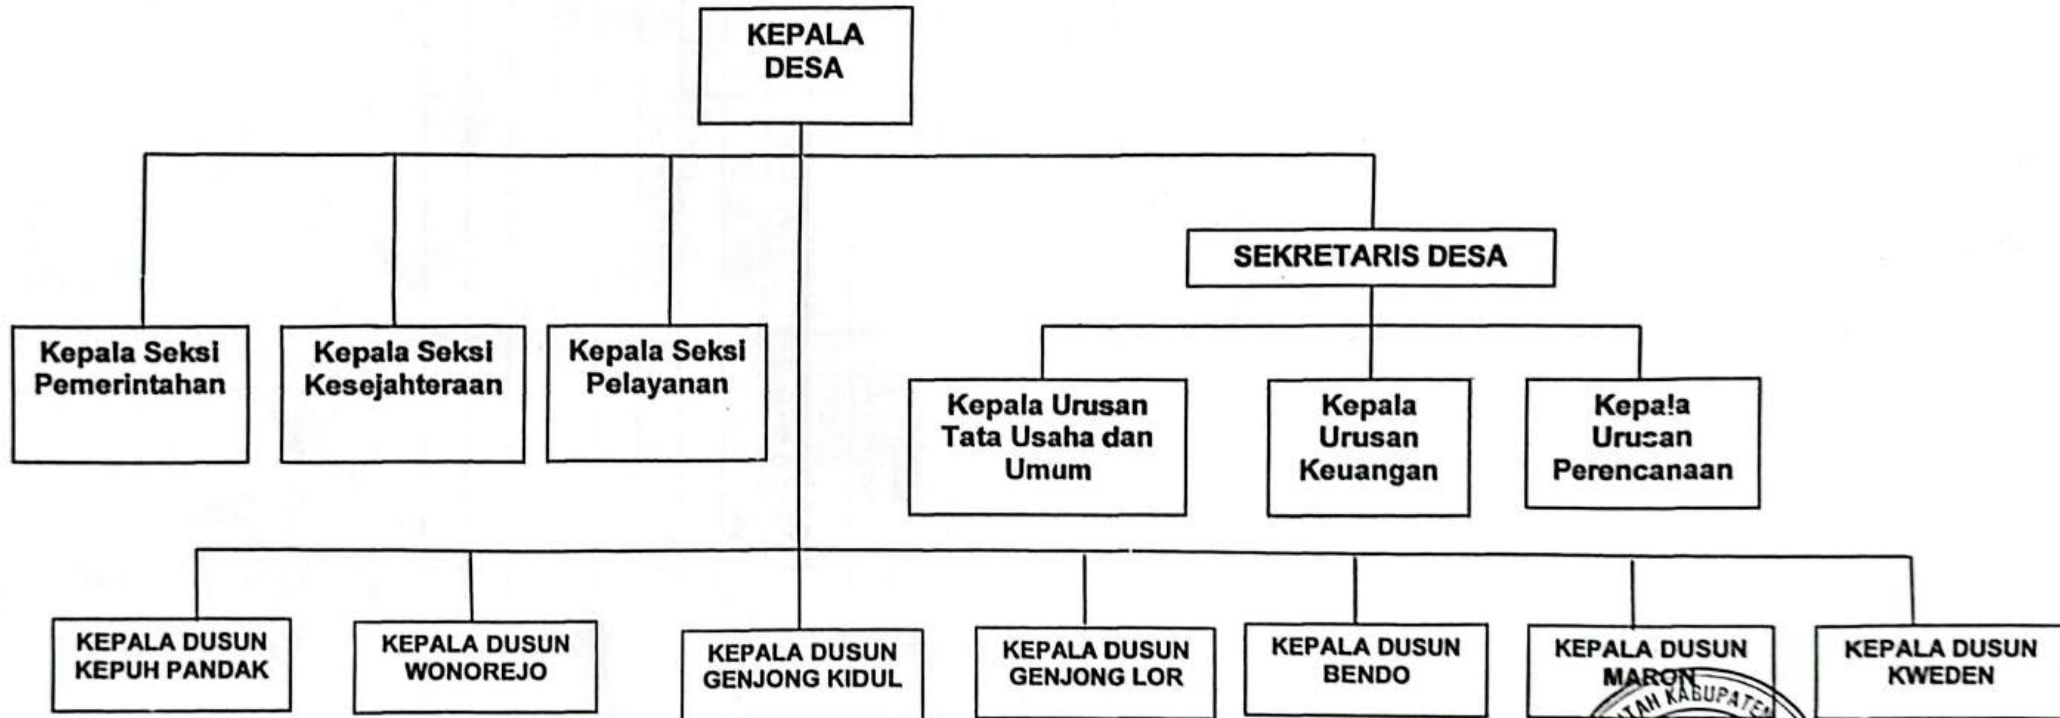 KEPALA
DESA
SEKRETARIS DESA
Kepala Seksi
Pemerintahan
Kepala Seksi
Kesejahteraan
Kepala Seksi
Pelayanan
Kepala Urusan
Tata Usaha dan
Umum
Kepala
Urusan
Keuangan
Kepala
Urusan
Perencanaan
KEPALA DUSUN
KEPUH PANDAK
KEPALA DUSUN
WONOREJO
KEPALA DUSUN
GENJONG KIDUL
KEPALA DUSUN
GENJONG LOR
KEPALA DUSUN
BENDO
KEPALA DUSUN
MARON
KEPALA DUSUN
KWEDEN
KABUPATEN